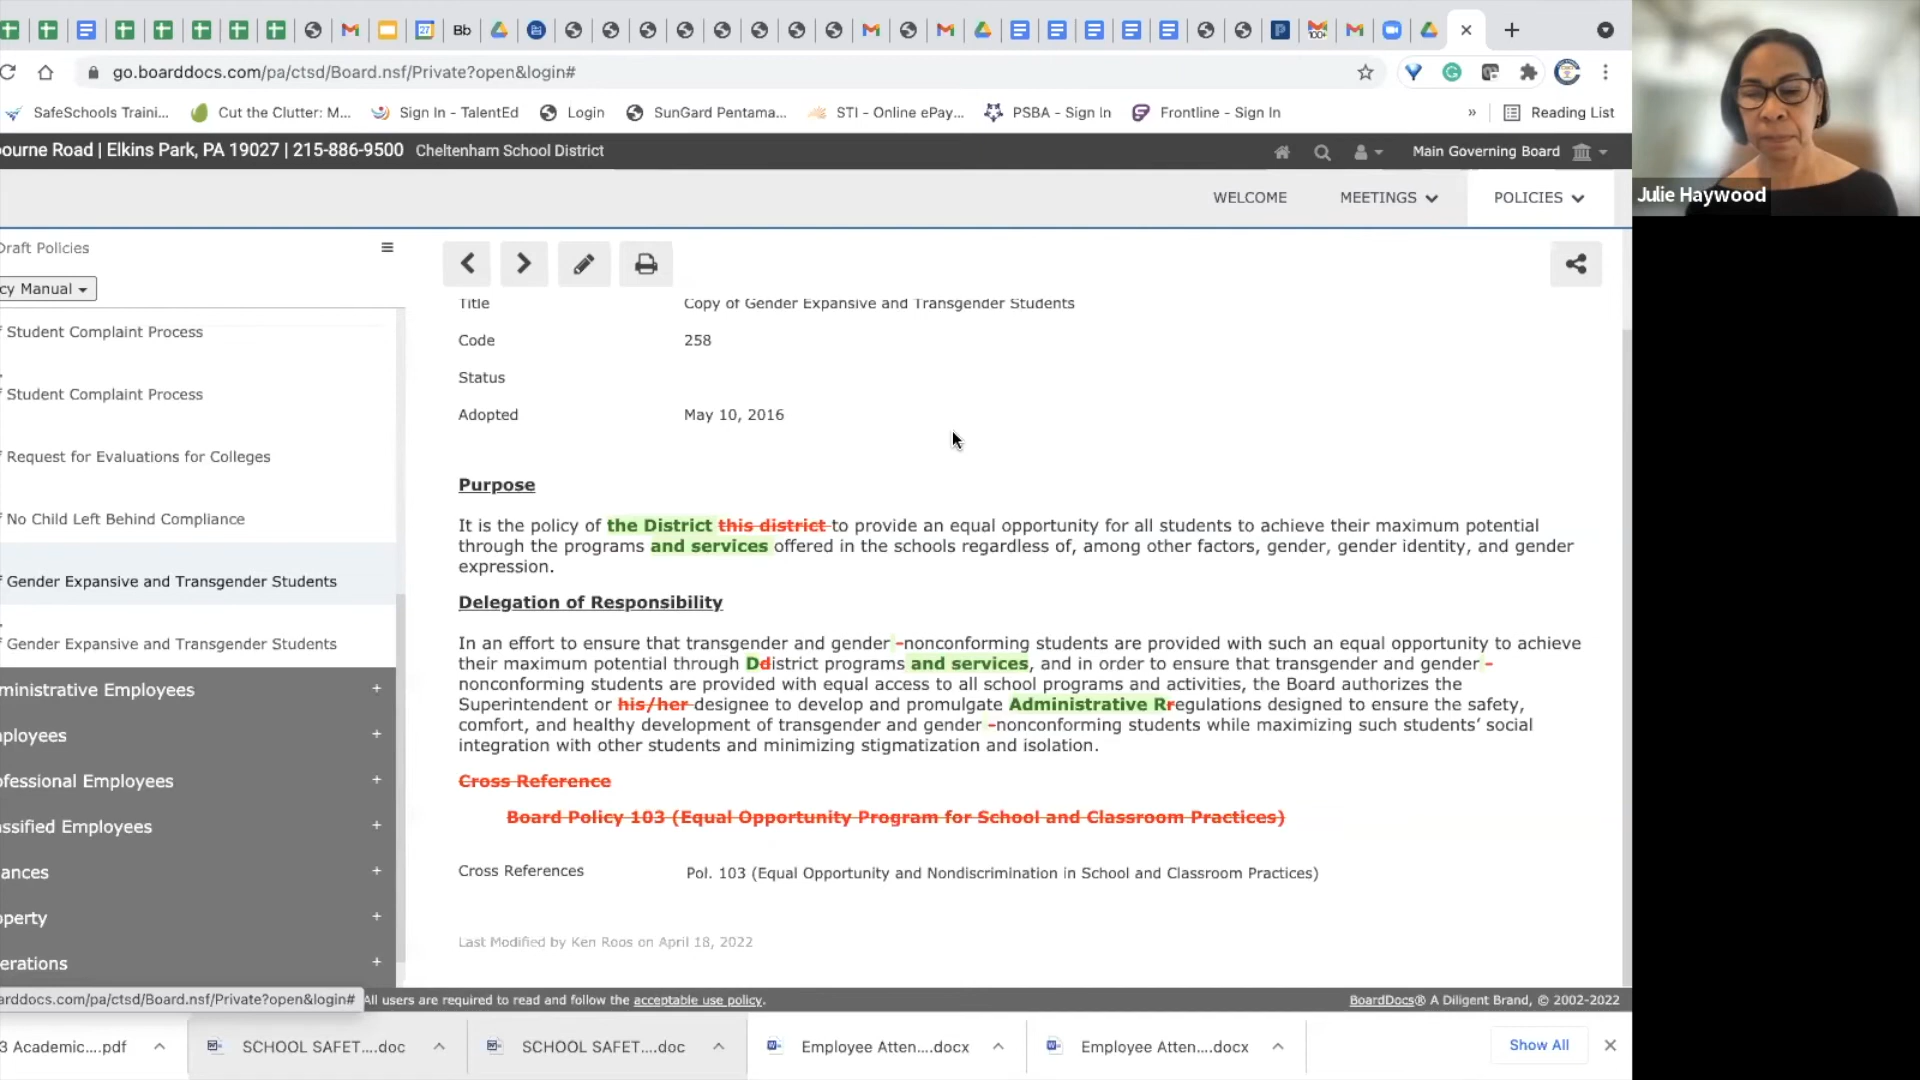 Bb
27
100+
go.boarddocs.com/pa/ctsd/Board.nsf/Private?open&login#
SafeSchools Traini...
Cut the Clutter: M...
Sign In - TalentEd
Login
SunGard Pentama...
STI - Online ePay...
PSBA - Sign In
Frontline - Sign In
»
Reading List
ourne Road | Elkins Park, PA 19027 | 215-886-9500 Cheltenham School District
Main Governing Board
WELCOME
MEETINGS
POLICIES
Julie Haywood
Draft Policies
cy Manual
f Student Complaint Process
f Student Complaint Process
f Request for Evaluations for Colleges
f No Child Left Behind Compliance
f Gender Expansive and Transgender Students
f Gender Expansive and Transgender Students
ministrative Employees +
ployees +
ofessional Employees +
assified Employees +
ances +
operty +
erations +
Title Copy of Gender Expansive and Transgender Students
Code 258
Status
Adopted May 10, 2016
Purpose
It is the policy of the District this district to provide an equal opportunity for all students to achieve their maximum potential
through the programs and services offered in the schools regardless of, among other factors, gender, gender identity, and gender
expression.
Delegation of Responsibility
In an effort to ensure that transgender and gender -nonconforming students are provided with such an equal opportunity to achieve
their maximum potential through Ddistrict programs and services, and in order to ensure that transgender and gender -
nonconforming students are provided with equal access to all school programs and activities, the Board authorizes the
Superintendent or his/her designee to develop and promulgate Administrative Rregulations designed to ensure the safety,
comfort, and healthy development of transgender and gender -nonconforming students while maximizing such students’ social
integration with other students and minimizing stigmatization and isolation.
Cross Reference
Board Policy 103 (Equal Opportunity Program for School and Classroom Practices)
Cross References Pol. 103 (Equal Opportunity and Nondiscrimination in School and Classroom Practices)
Last Modified by Ken Roos on April 18, 2022
arddocs.com/pa/ctsd/Board.nsf/Private?open&login#
All users are required to read and follow the acceptable use policy.
BoardDocs® A Diligent Brand, © 2002-2022
3 Academic....pdf
SCHOOL SAFET....doc
SCHOOL SAFET....doc
Employee Atten....docx
Employee Atten....docx
Show All